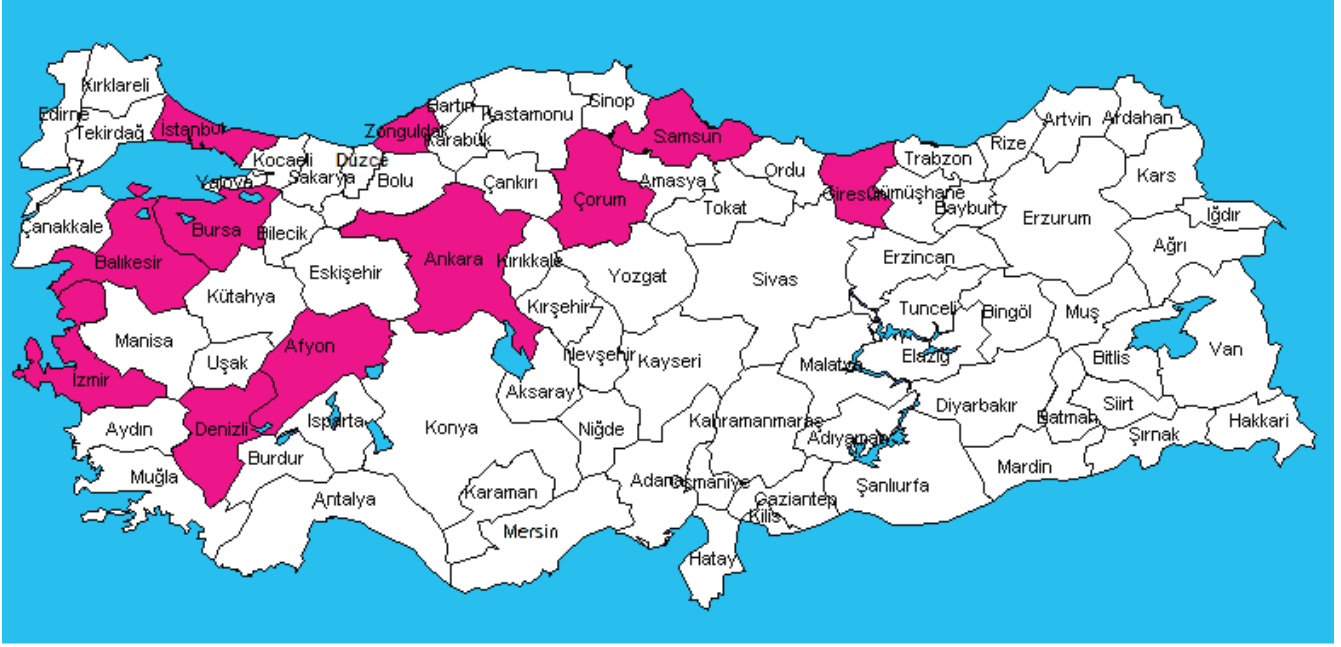 Kırklareli
Edirne
Tekirdağ
İstanbul
Kocaeli
Yalova
Sakarya
Düzce
Bolu
Zonguldak
Bartın
Karabük
Kastamonu
Sinop
Samsun
Çankırı
Çorum
Amasya
Ordu
Tokat
Giresun
Gümüşhane
Trabzon
Bayburt
Rize
Artvin
Ardahan
Kars
Iğdır
Erzurum
Ağrı
Çanakkale
Balıkesir
Bursa
Bilecik
Eskişehir
Kütahya
Ankara
Kırıkkale
Yozgat
Sivas
Erzincan
Tunceli
Bingöl
Muş
Kırşehir
Manisa
Uşak
Afyon
İzmir
Nevşehir
Kayseri
Malatya
Elazığ
Bitlis
Van
Aksaray
Aydın
Denizli
Isparta
Burdur
Konya
Niğde
Kahramanmaraş
Adıyaman
Diyarbakır
Batman
Siirt
Şırnak
Hakkari
Mardin
Muğla
Antalya
Karaman
Mersin
Adana
Osmaniye
Gaziantep
Kilis
Şanlıurfa
Hatay